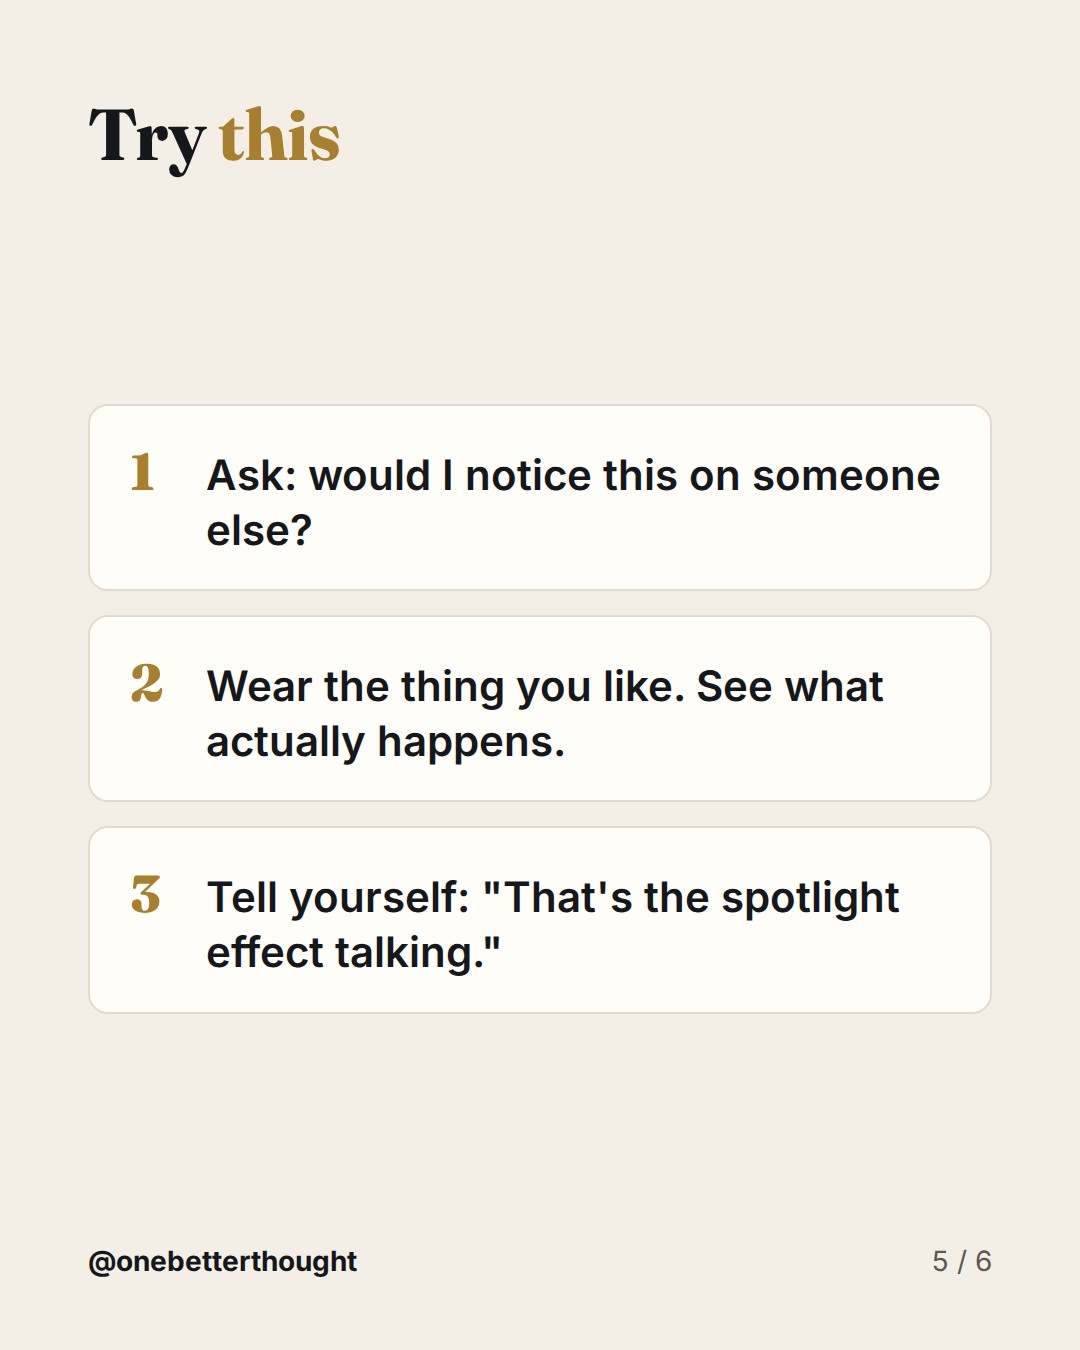 Try this
1 Ask: would I notice this on someone
else?
2 Wear the thing you like. See what
actually happens.
3 Tell yourself: "That's the spotlight
effect talking."
@onebetterthought 5 / 6